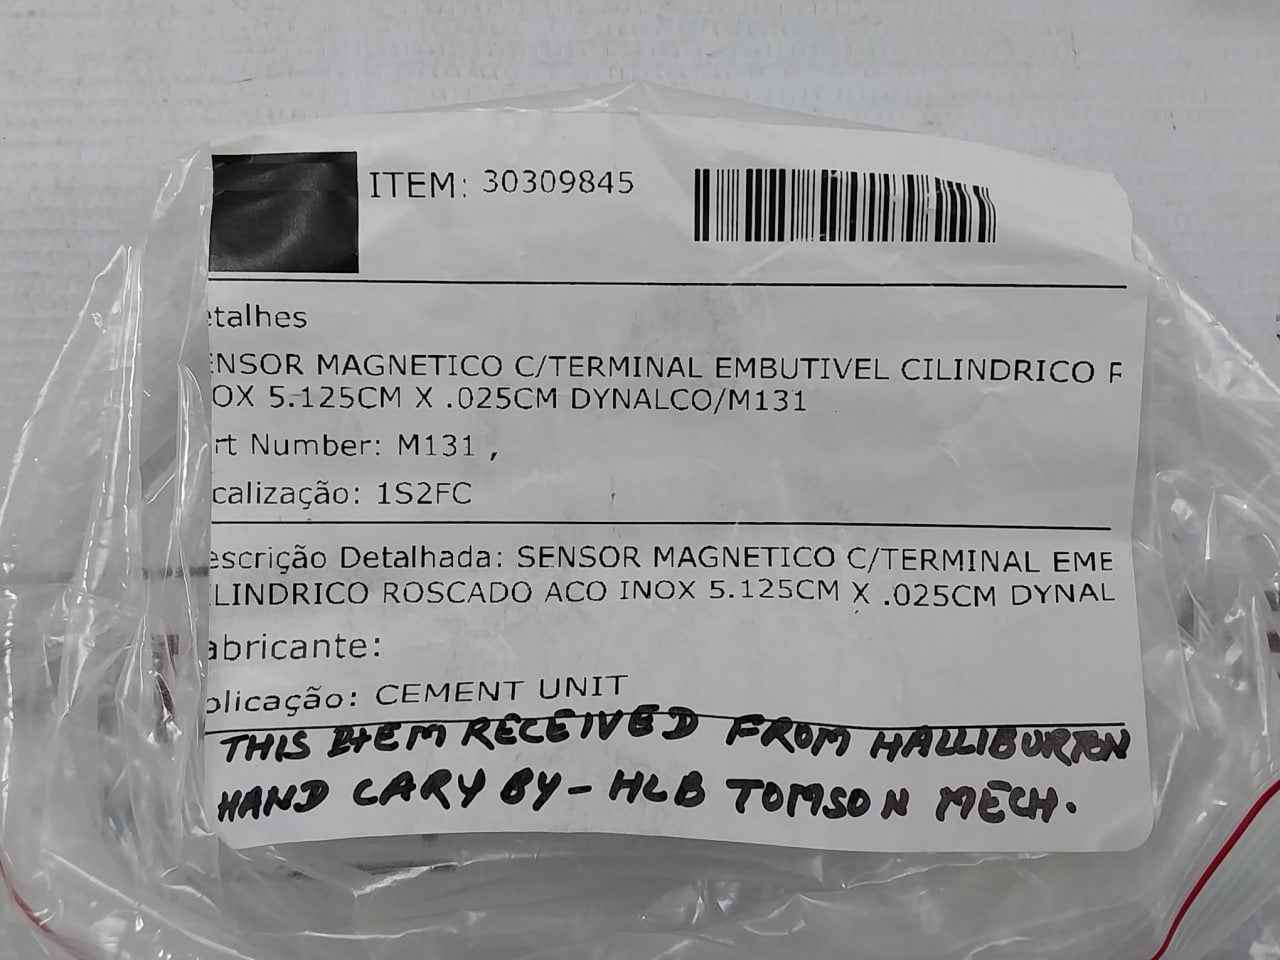 ITEM: 30309845
etalhes
ENSOR MAGNETICO C/TERMINAL EMBUTIVEL CILINDRICO R
OX 5.125CM X .025CM DYNALCO/M131
rt Number: M131 ,
calização: 1S2FC
escrição Detalhada: SENSOR MAGNETICO C/TERMINAL EMB
LINDRICO ROSCADO ACO INOX 5.125CM X .025CM DYNAL
abricante:
plicação: CEMENT UNIT
THIS ITEM RECEIVED FROM HALLIBURTON
HAND CARY BY - HLB TOMSON MECH.